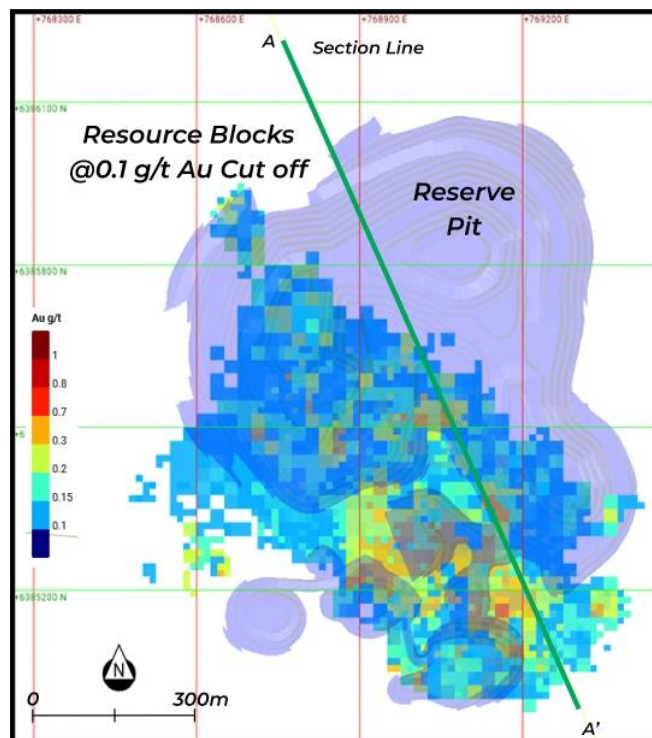 +768300 E
+768600 E
+768900 E
+769200 E
A
Section Line
+6386100 N
Resource Blocks
@0.1 g/t Au Cut off
Reserve
Pit
+6385800 N
Au g/t
1
0.8
0.7
0.3
0.2
0.15
0.1
+6385200 N
N
0
300m
A'